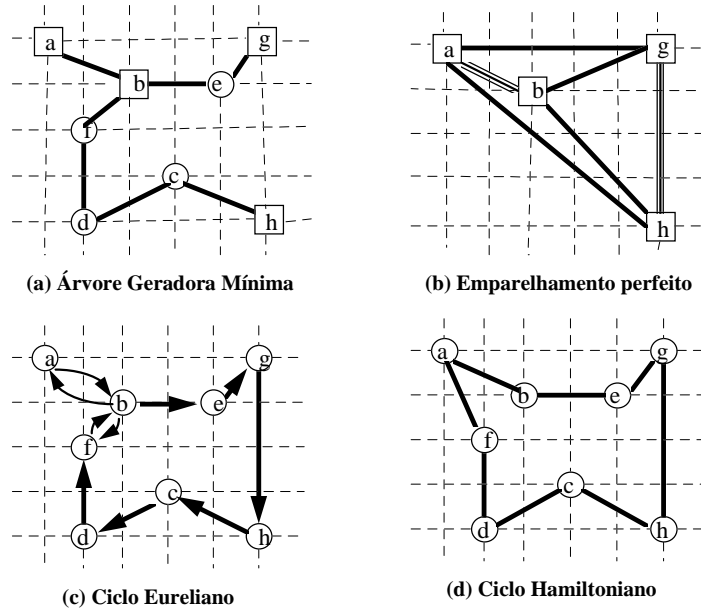 a
g
b
e
f
c
d
h
(a) Árvore Geradora Mínima
a
g
b
h
(b) Emparelhamento perfeito
a
g
b
e
f
c
d
h
(c) Ciclo Eureliano
a
g
b
e
f
c
d
h
(d) Ciclo Hamiltoniano